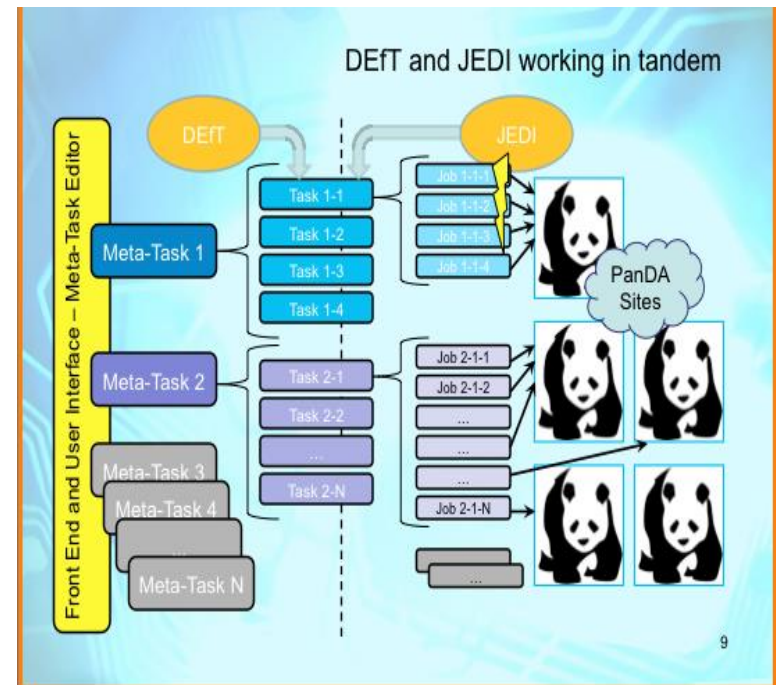 DEfT and JEDI working in tandem
DEfT
JEDI
Front End and User Interface – Meta-Task Editor
Meta-Task 1
Task 1-1
Task 1-2
Task 1-3
Task 1-4
Job 1-1-1
Job 1-1-2
Job 1-1-3
Job 1-1-4
PanDA
Sites
Meta-Task 2
Task 2-1
Task 2-2
...
Task 2-N
Job 2-1-1
Job 2-1-2
...
...
...
Job 2-1-N
...
Meta-Task 3
Meta-Task 4
...
Meta-Task N
9